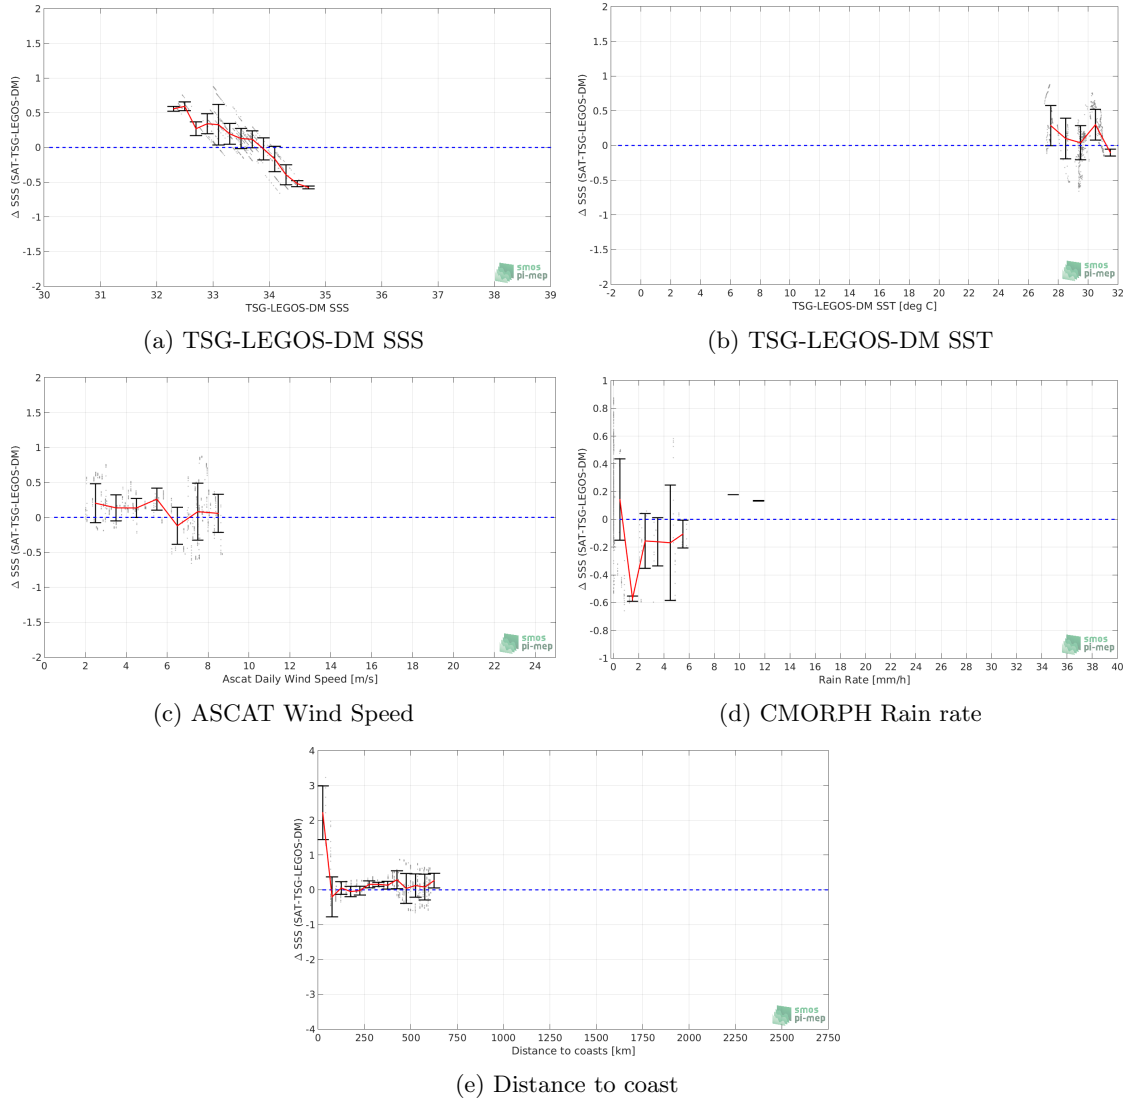 2
1.5
1
0.5
0
-0.5
-1
-1.5
-2
Δ SSS (SAT-TSG-LEGOS-DM)
30 31 32 33 34 35 36 37 38 39
TSG-LEGOS-DM SSS
smos
pi-mep
(a) TSG-LEGOS-DM SSS
2
1.5
1
0.5
0
-0.5
-1
-1.5
-2
Δ SSS (SAT-TSG-LEGOS-DM)
-2 0 2 4 6 8 10 12 14 16 18 20 22 24 26 28 30 32
TSG-LEGOS-DM SST [deg C]
smos
pi-mep
(b) TSG-LEGOS-DM SST
2
1.5
1
0.5
0
-0.5
-1
-1.5
-2
Δ SSS (SAT-TSG-LEGOS-DM)
0 2 4 6 8 10 12 14 16 18 20 22 24
Ascat Daily Wind Speed [m/s]
smos
pi-mep
(c) ASCAT Wind Speed
1
0.8
0.6
0.4
0.2
0
-0.2
-0.4
-0.6
-0.8
-1
Δ SSS (SAT-TSG-LEGOS-DM)
0 2 4 6 8 10 12 14 16 18 20 22 24 26 28 30 32 34 36 38 40
Rain Rate [mm/h]
smos
pi-mep
(d) CMORPH Rain rate
4
3
2
1
0
-1
-2
-3
-4
Δ SSS (SAT-TSG-LEGOS-DM)
0 250 500 750 1000 1250 1500 1750 2000 2250 2500 2750
Distance to coasts [km]
smos
pi-mep
(e) Distance to coast